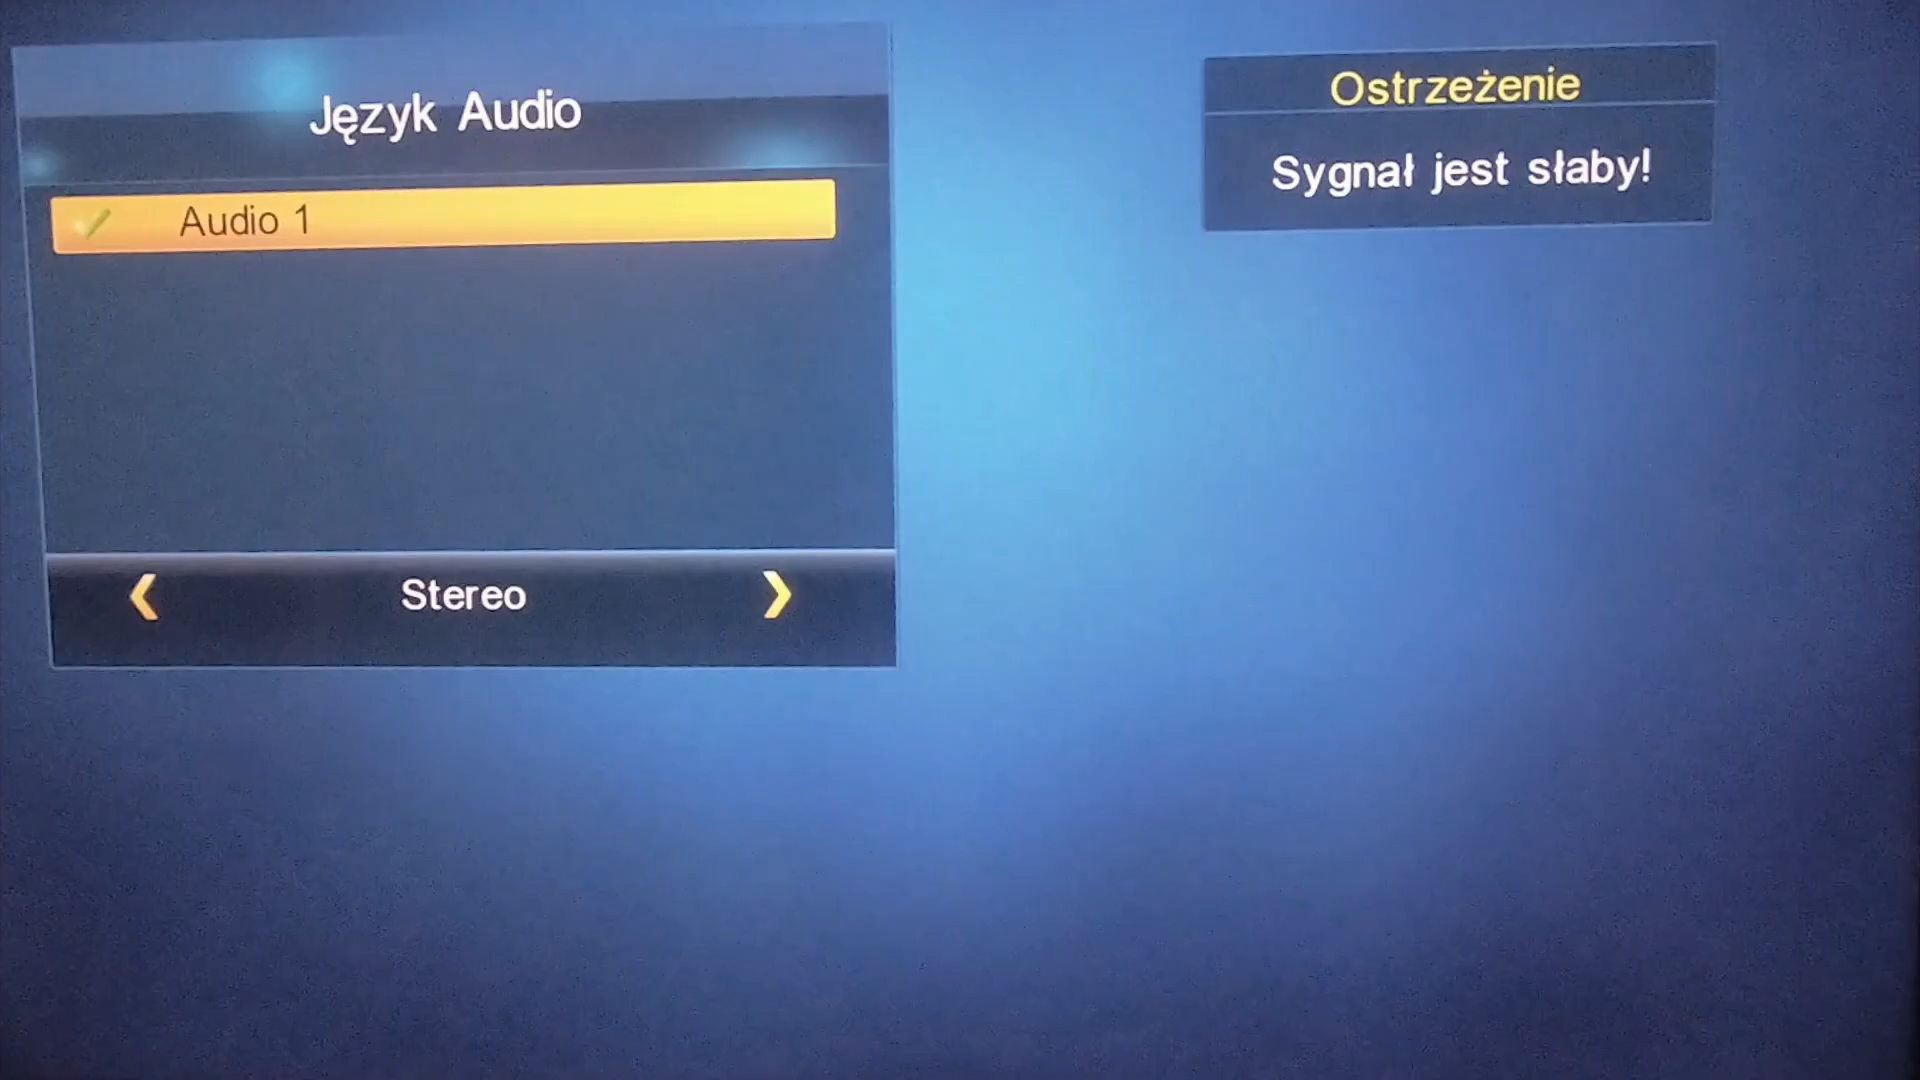 Język Audio
Audio 1
Stereo
Ostrzeżenie
Sygnał jest słaby!